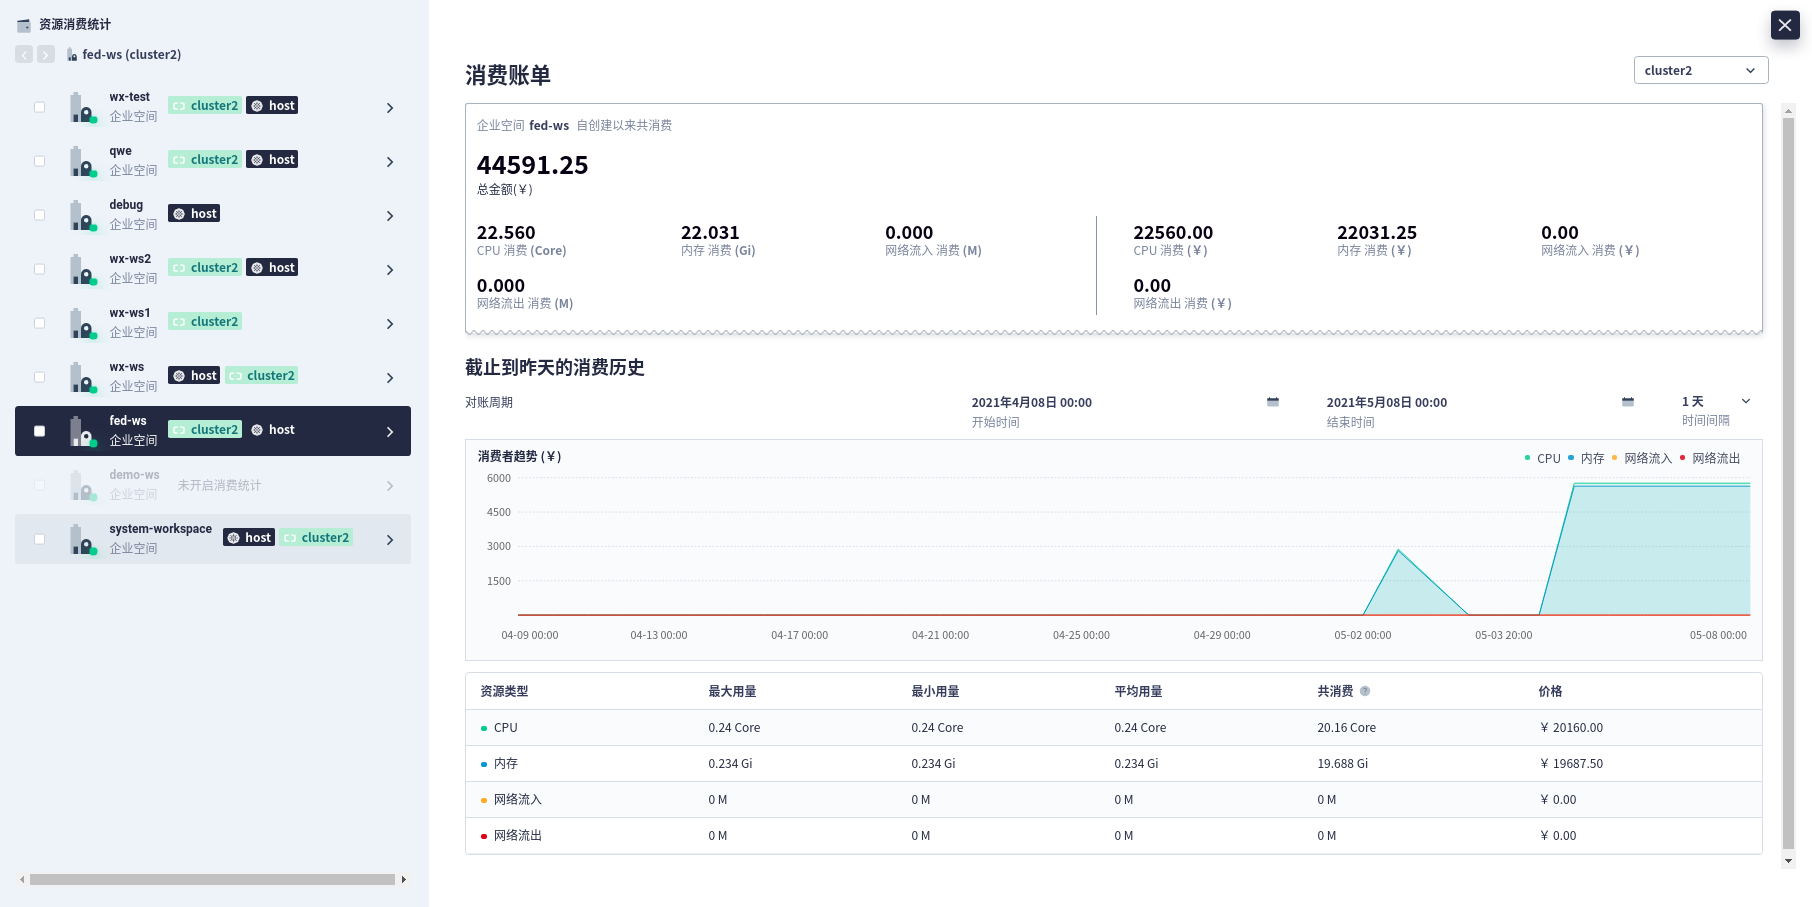 资源消费统计
fed-ws (cluster2)
wx-test
企业空间
cluster2 host
qwe
企业空间
cluster2 host
debug
企业空间
host
wx-ws2
企业空间
cluster2 host
wx-ws1
企业空间
cluster2
wx-ws
企业空间
host cluster2
fed-ws
企业空间
cluster2 host
demo-ws
企业空间
未开启消费统计
system-workspace
企业空间
host cluster2
消费账单
cluster2
企业空间 fed-ws 自创建以来共消费
44591.25
总金额(¥)
22.560 22.031 0.000 22560.00 22031.25 0.00
CPU 消费 (Core) 内存 消费 (Gi) 网络流入 消费 (M) CPU 消费 (¥) 内存 消费 (¥) 网络流入 消费 (¥)
0.000 0.00
网络流出 消费 (M) 网络流出 消费 (¥)
截止到昨天的消费历史
对账周期 2021年4月08日 00:00 2021年5月08日 00:00 1 天
开始时间 结束时间 时间间隔
消费者趋势 (¥) CPU 内存 网络流入 网络流出
6000
4500
3000
1500
04-09 00:00 04-13 00:00 04-17 00:00 04-21 00:00 04-25 00:00 04-29 00:00 05-02 00:00 05-03 20:00 05-08 00:00
资源类型 最大用量 最小用量 平均用量 共消费 ? 价格
CPU 0.24 Core 0.24 Core 0.24 Core 20.16 Core ¥ 20160.00
内存 0.234 Gi 0.234 Gi 0.234 Gi 19.688 Gi ¥ 19687.50
网络流入 0 M 0 M 0 M 0 M ¥ 0.00
网络流出 0 M 0 M 0 M 0 M ¥ 0.00